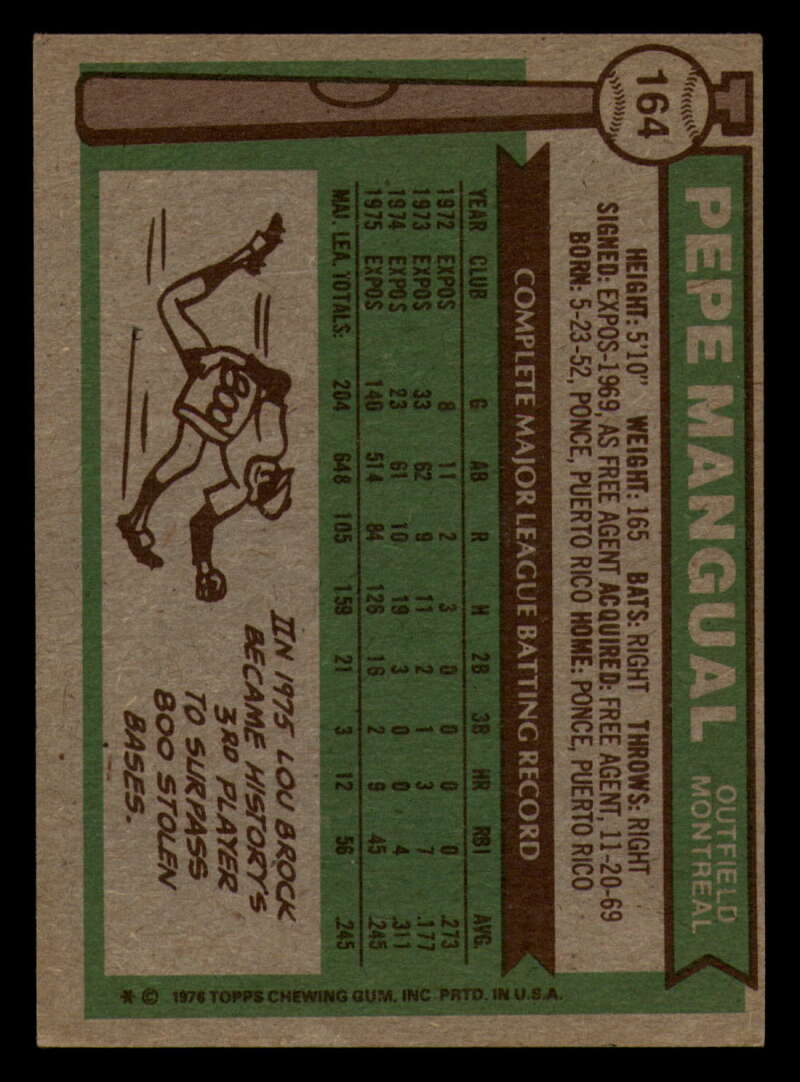 164
PEPE MANGUAL
OUTFIELD
MONTREAL
HEIGHT: 5'10" WEIGHT: 165 BATS: RIGHT THROWS: RIGHT
SIGNED: EXPOS-1969, AS FREE AGENT ACQUIRED: FREE AGENT, 11-20-69
BORN: 5-23-52, PONCE, PUERTO RICO HOME: PONCE, PUERTO RICO
COMPLETE MAJOR LEAGUE BATTING RECORD
YEAR CLUB G AB R H 2B 3B HR RBI AVG.
1972 EXPOS 8 11 2 3 0 0 0 0 .273
1973 EXPOS 33 62 9 11 2 1 3 7 .177
1974 EXPOS 23 61 10 19 3 0 0 4 .311
1975 EXPOS 140 514 84 126 16 2 9 45 .245
MAJ. LEA. TOTALS: 204 648 105 159 21 3 12 56 .245
800
IN 1975 LOU BROCK
BECAME HISTORY'S
3RD PLAYER
TO SURPASS
800 STOLEN
BASES.
* © 1976 TOPPS CHEWING GUM, INC. PRTD. IN U.S.A.